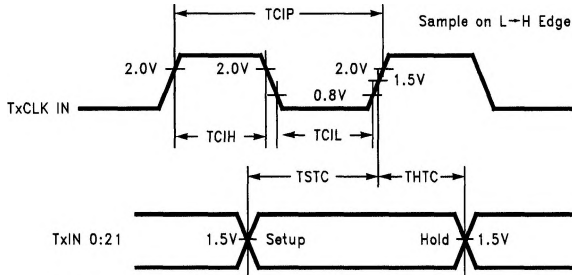 TCIP
Sample on L→H Edge
2.0V 2.0V 2.0V
1.5V
0.8V
TxCLK IN
TCIH TCIL
TSTC THTC
TxIN 0:21 1.5V Setup Hold 1.5V